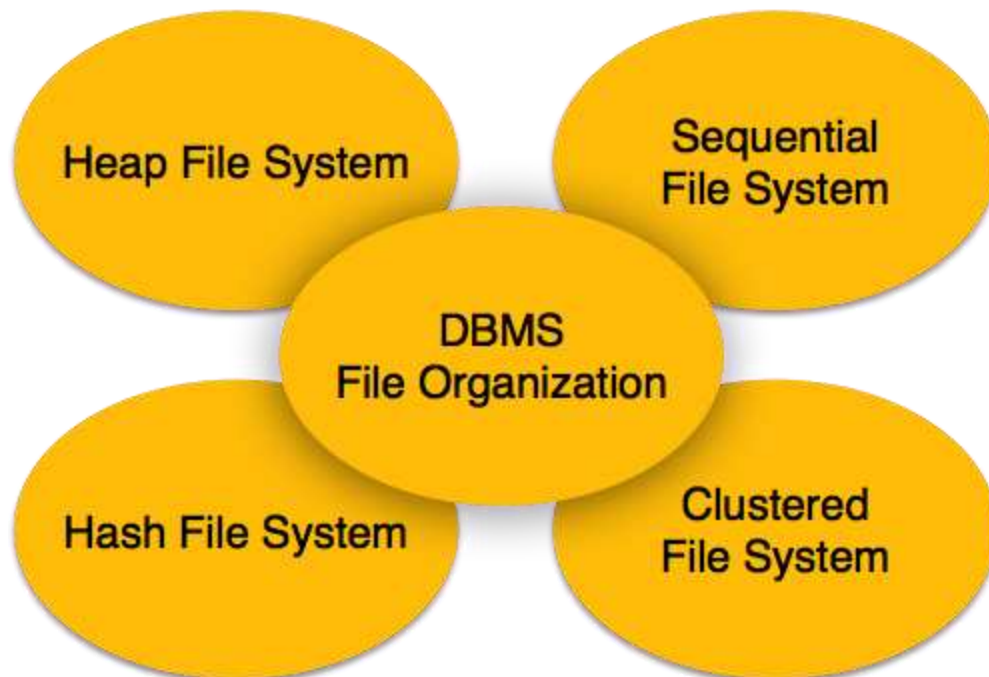 Heap File System
Sequential
File System
DBMS
File Organization
Hash File System
Clustered
File System